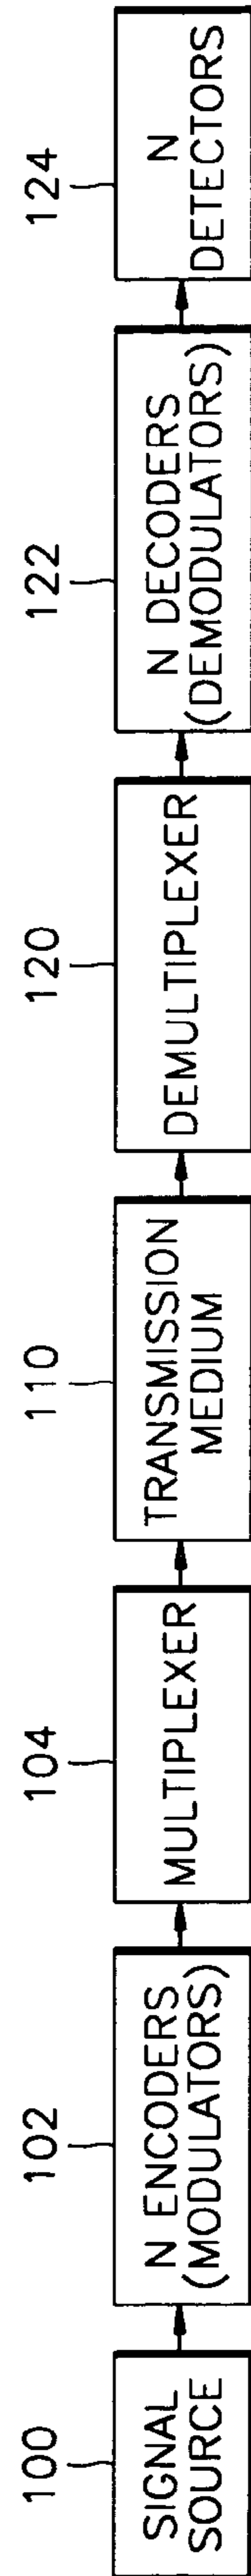 100
SIGNAL
SOURCE
102
N ENCODERS
(MODULATORS)
104
MULTIPLEXER
110
TRANSMISSION
MEDIUM
120
DEMULTIPLEXER
122
N DECODERS
(DEMODULATORS)
124
N
DETECTORS